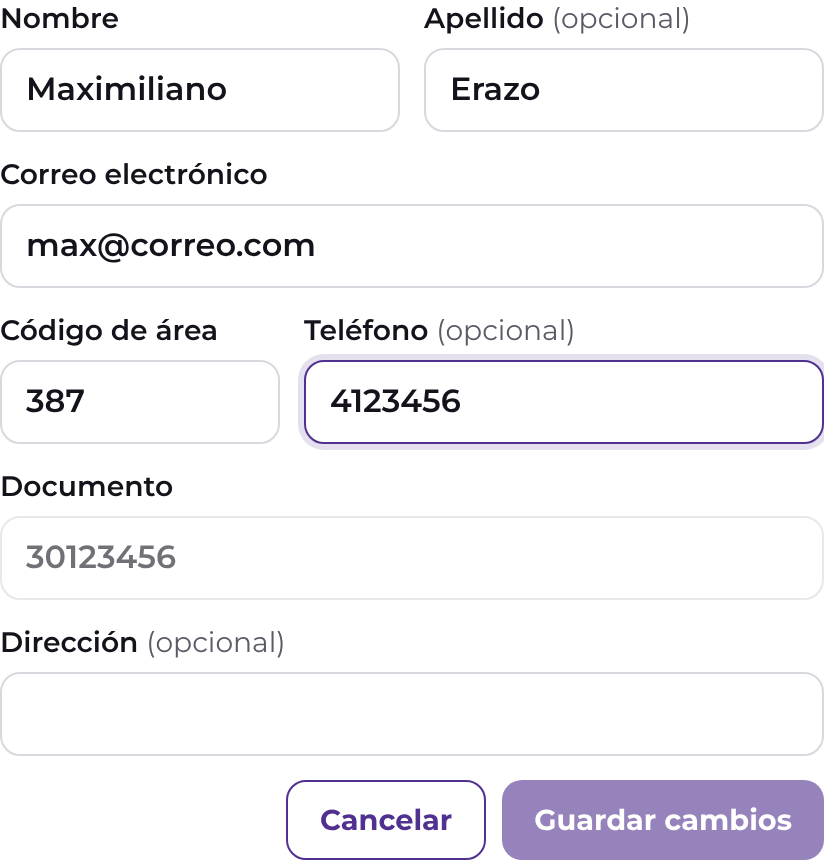 Nombre
Apellido (opcional)
Maximiliano
Erazo
Correo electrónico
max@correo.com
Código de área
Teléfono (opcional)
387
4123456
Documento
30123456
Dirección (opcional)
Cancelar
Guardar cambios